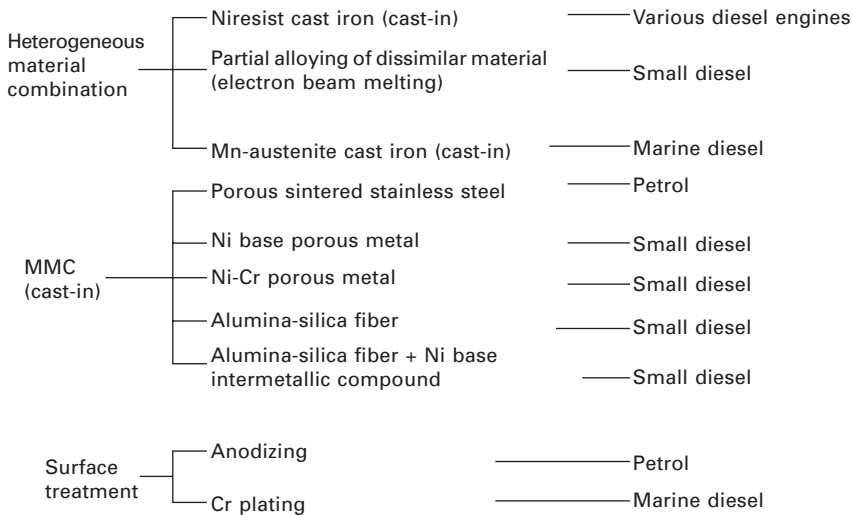 Heterogeneous
material
combination
Niresist cast iron (cast-in)
Various diesel engines
Partial alloying of dissimilar material
(electron beam melting)
Small diesel
Mn-austenite cast iron (cast-in)
Marine diesel
MMC
(cast-in)
Porous sintered stainless steel
Petrol
Ni base porous metal
Small diesel
Ni-Cr porous metal
Small diesel
Alumina-silica fiber
Small diesel
Alumina-silica fiber + Ni base
intermetallic compound
Small diesel
Surface
treatment
Anodizing
Petrol
Cr plating
Marine diesel